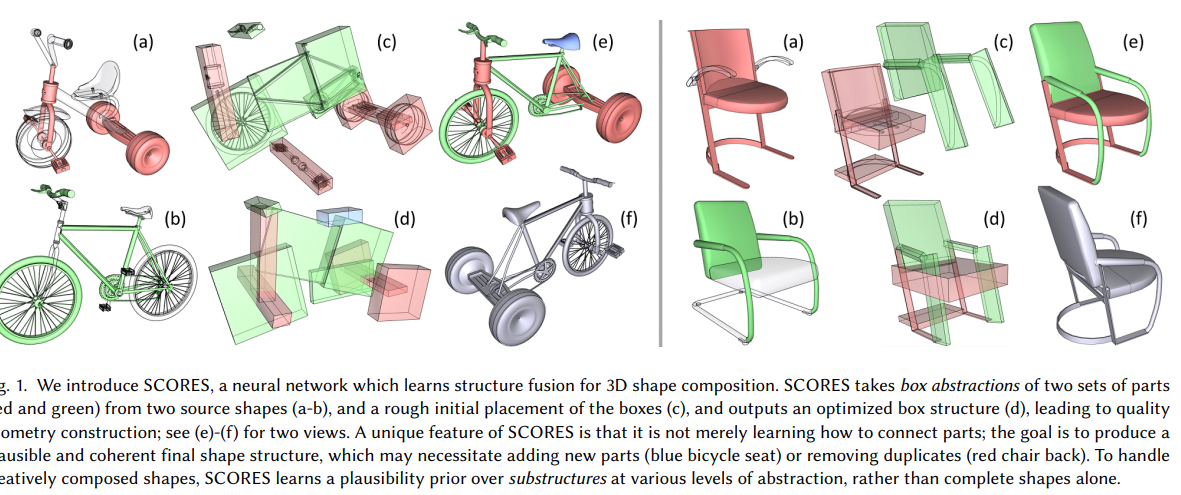 (a) (c) (e) (a) (c) (e)
(b) (d) (f) (b) (d) (f)
g. 1. We introduce SCORES, a neural network which learns structure fusion for 3D shape composition. SCORES takes box abstractions of two sets of parts
ed and green) from two source shapes (a-b), and a rough initial placement of the boxes (c), and outputs an optimized box structure (d), leading to quality
ometry construction; see (e)-(f) for two views. A unique feature of SCORES is that it is not merely learning how to connect parts; the goal is to produce a
ausible and coherent final shape structure, which may necessitate adding new parts (blue bicycle seat) or removing duplicates (red chair back). To handle
eatively composed shapes, SCORES learns a plausibility prior over substructures at various levels of abstraction, rather than complete shapes alone.